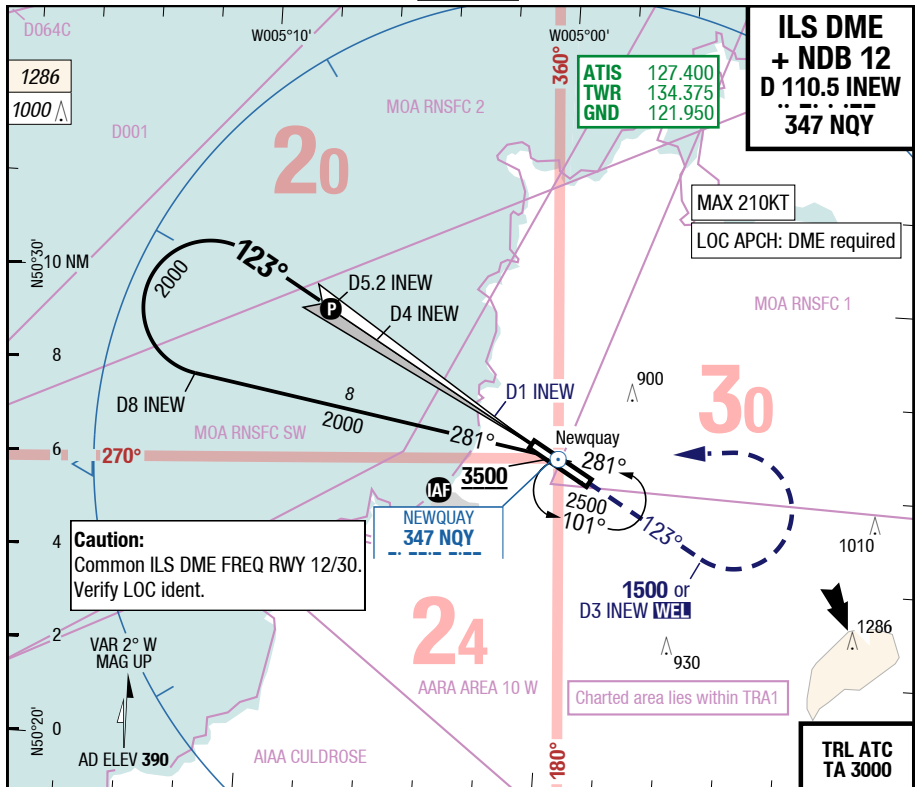 D064C
W005°10'
W005°00'
ILS DME
+ NDB 12
D 110.5 INEW
347 NQY
1286
1000
ATIS 127.400
TWR 134.375
GND 121.950
360°
MOA RNSFC 2
D001
20
MAX 210KT
LOC APCH: DME required
N50°30'
10 NM
123°
2000
D5.2 INEW
P
D4 INEW
MOA RNSFC 1
8
D8 INEW
8
2000
D1 INEW
900
30
MOA RNSFC SW
281°
Newquay
6
270°
3500
281°
IAF
2500
101°
NEWQUAY
347 NQY
123°
1010
Caution:
Common ILS DME FREQ RWY 12/30.
Verify LOC ident.
4
1500 or
D3 INEW WEL
24
2
1286
930
VAR 2° W
MAG UP
AARA AREA 10 W
Charted area lies within TRA1
N50°20'
0
AD ELEV 390
AIAA CULDROSE
180°
TRL ATC
TA 3000